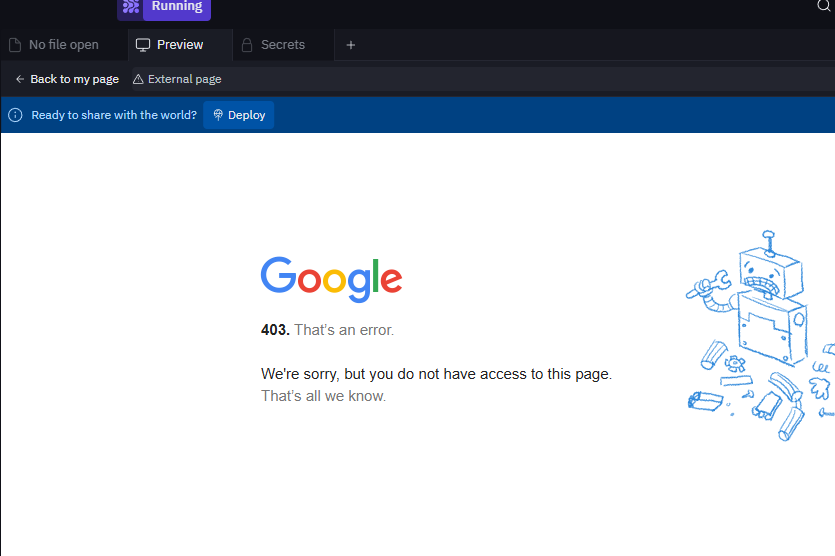 Running
No file open
Preview
Secrets
Back to my page
External page
Ready to share with the world?
Deploy
Google
403. That's an error.
We're sorry, but you do not have access to this page.
That's all we know.